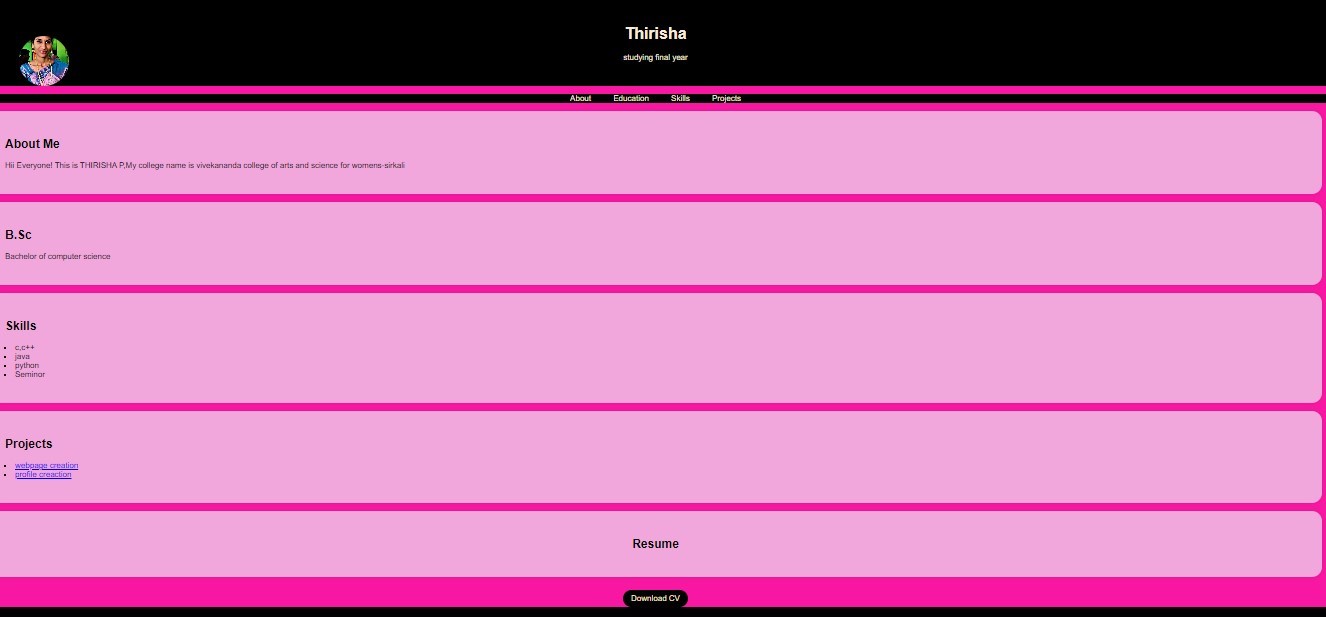 Thirisha
studying final year
About Education Skills Projects
About Me
Hii Everyone! This is THIRISHA P,My college name is vivekananda college of arts and science for womens-sirkali
B.Sc
Bachelor of computer science
Skills
c,c++
java
python
Seminor
Projects
webpage creation
profile creaction
Resume
Download CV